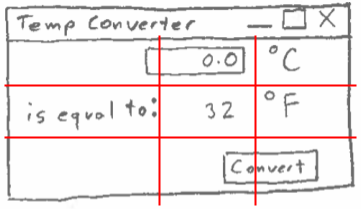 Temp Converter
0.0 °C
is equal to: 32 °F
Convert